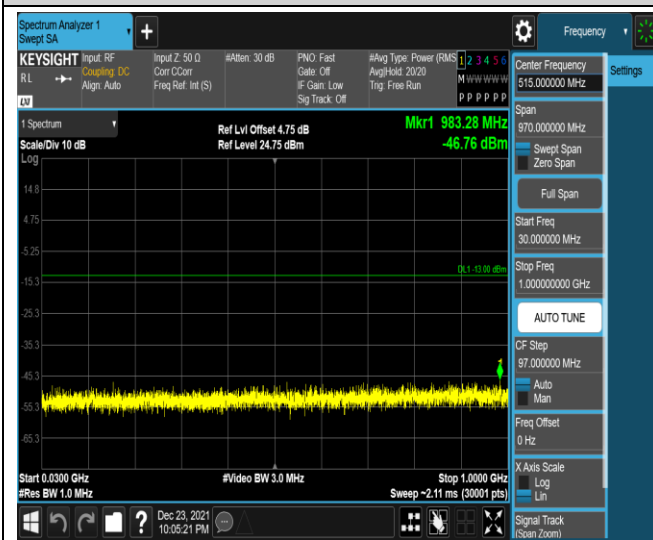 Spectrum Analyzer 1
Swept SA
+
Frequency
KEYSIGHT
RL
LXI
Input: RF
Coupling: DC
Align: Auto
Input Z: 50 Ω
Corr CCorr
Freq Ref: Int (S)
#Atten: 30 dB
PNO: Fast
Gate: Off
IF Gain: Low
Sig Track: Off
#Avg Type: Power (RMS
Avg|Hold: 20/20
Trig: Free Run
1 2 3 4 5 6
M W W W W W
P P P P P P
Center Frequency
515.000000 MHz
Settings
1 Spectrum
Scale/Div 10 dB
Log
Ref Lvl Offset 4.75 dB
Ref Level 24.75 dBm
Mkr1 983.28 MHz
-46.76 dBm
Span
970.000000 MHz
Swept Span
Zero Span
Full Span
Start Freq
30.000000 MHz
Stop Freq
1.000000000 GHz
AUTO TUNE
CF Step
97.000000 MHz
Auto
Man
Freq Offset
0 Hz
X Axis Scale
Log
Lin
Signal Track
(Span Zoom)
14.8
4.75
-5.25
-15.3
-25.3
-35.3
-45.3
-55.3
-65.3
DL1 -13.00 dBm
1
Start 0.0300 GHz
#Res BW 1.0 MHz
#Video BW 3.0 MHz
Stop 1.0000 GHz
Sweep ~2.11 ms (30001 pts)
?
Dec 23, 2021
10:05:21 PM